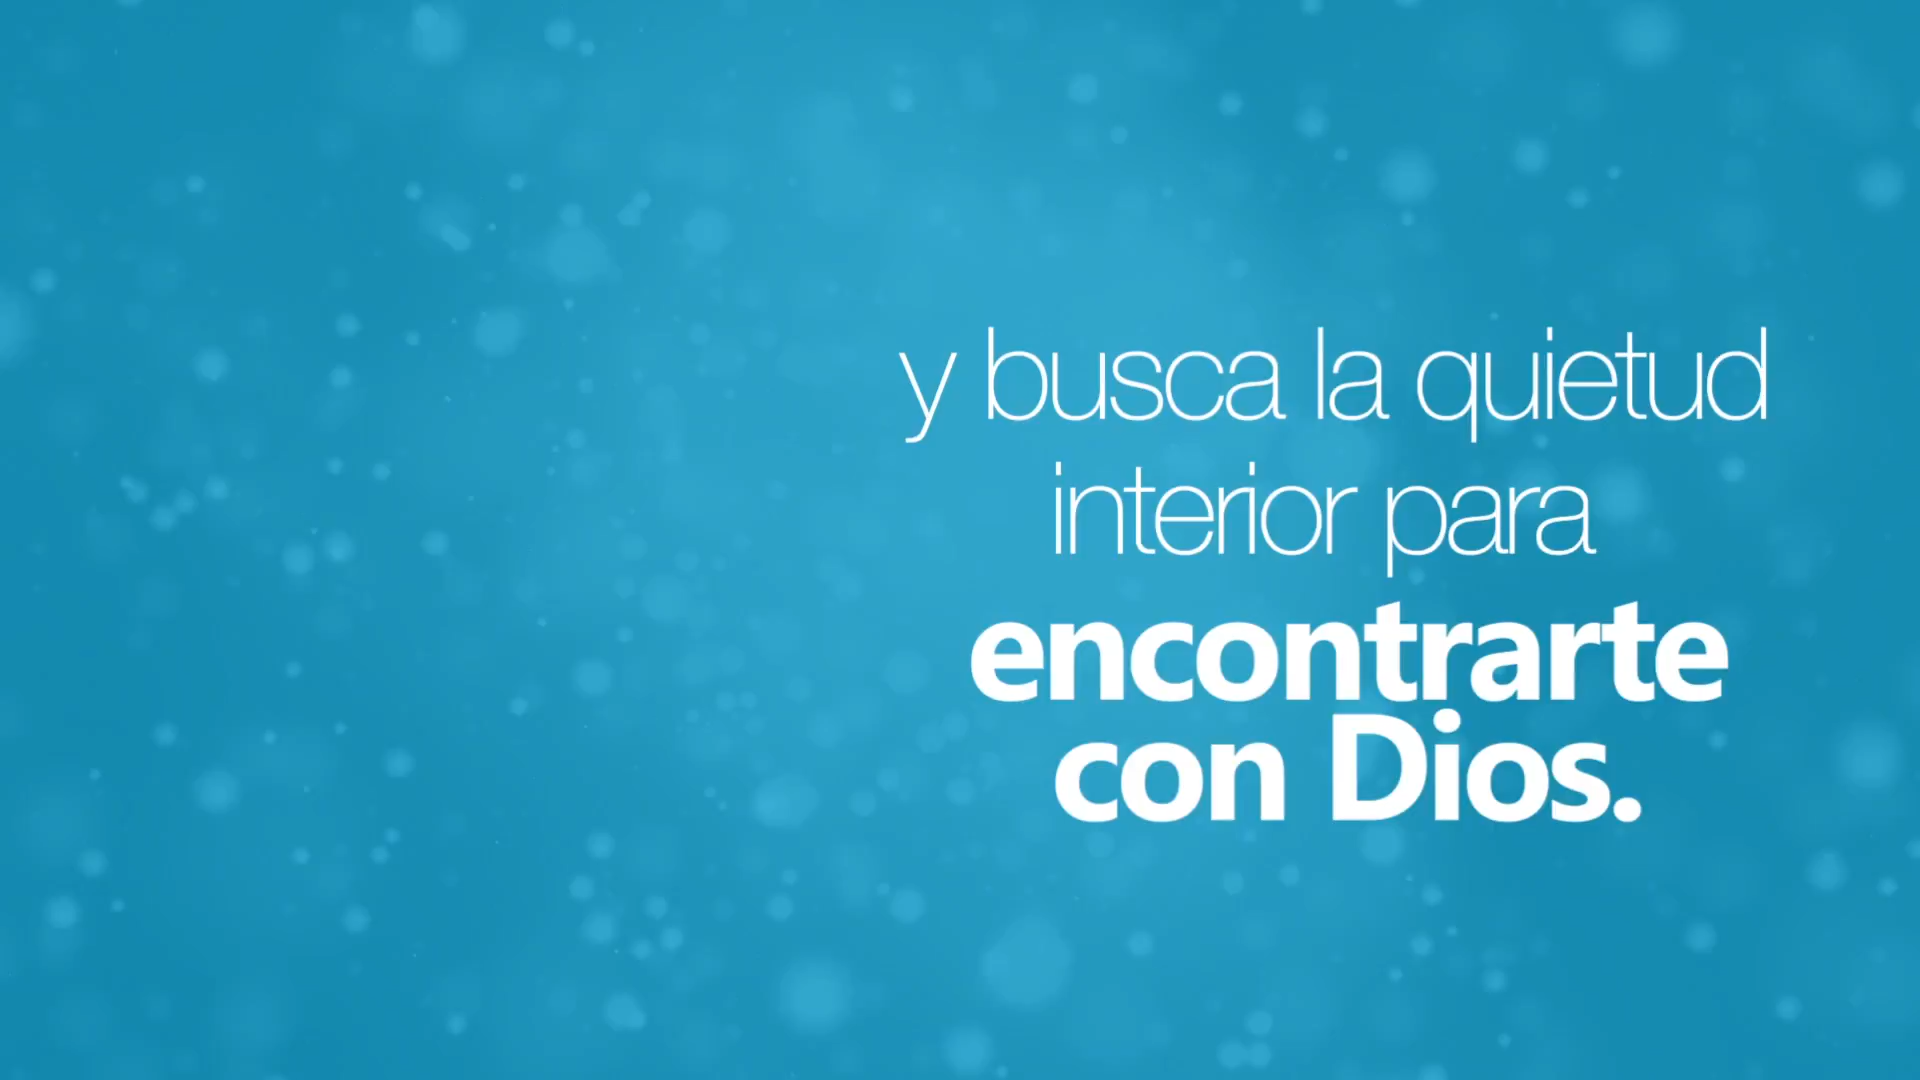 y busca la quietud
interior para
encontrarte
con Dios.